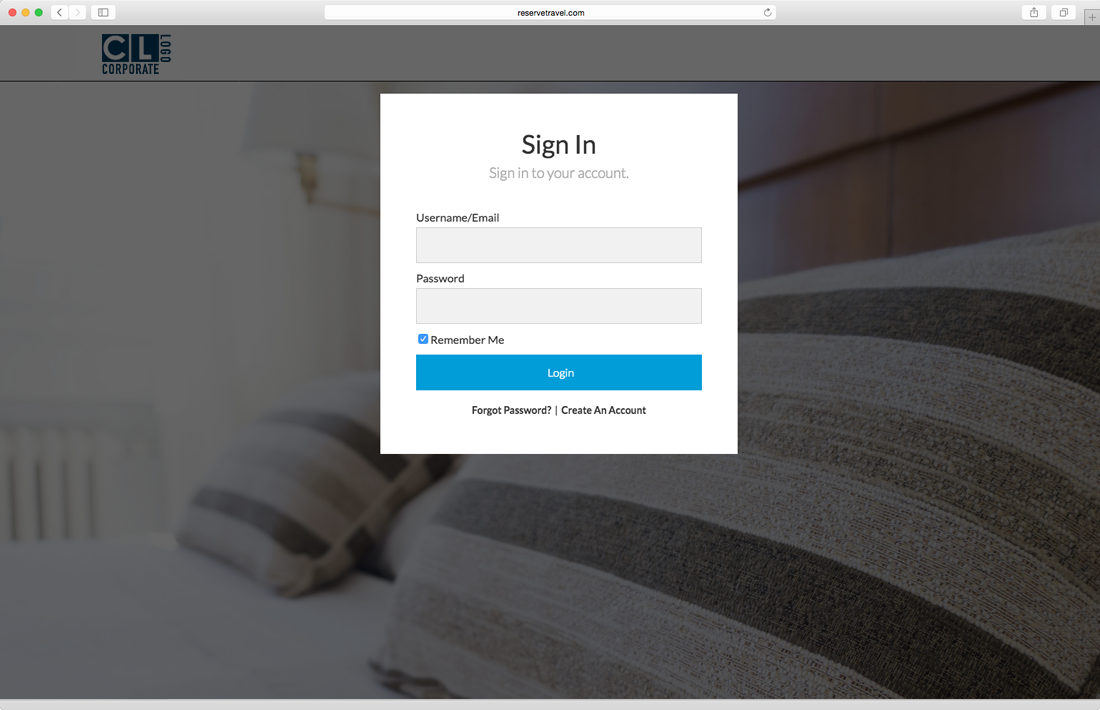 reservetravel.com
CL LOGO
CORPORATE
Sign In
Sign in to your account.
Username/Email
Password
Remember Me
Login
Forgot Password? | Create An Account